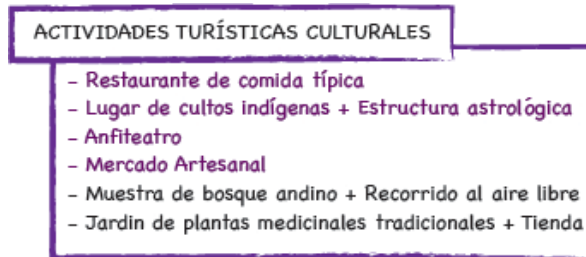 ACTIVIDADES TURÍSTICAS CULTURALES
- Restaurante de comida típica
- Lugar de cultos indígenas + Estructura astrológica
- Anfiteatro
- Mercado Artesanal
- Muestra de bosque andino + Recorrido al aire libre
- Jardin de plantas medicinales tradicionales + Tienda